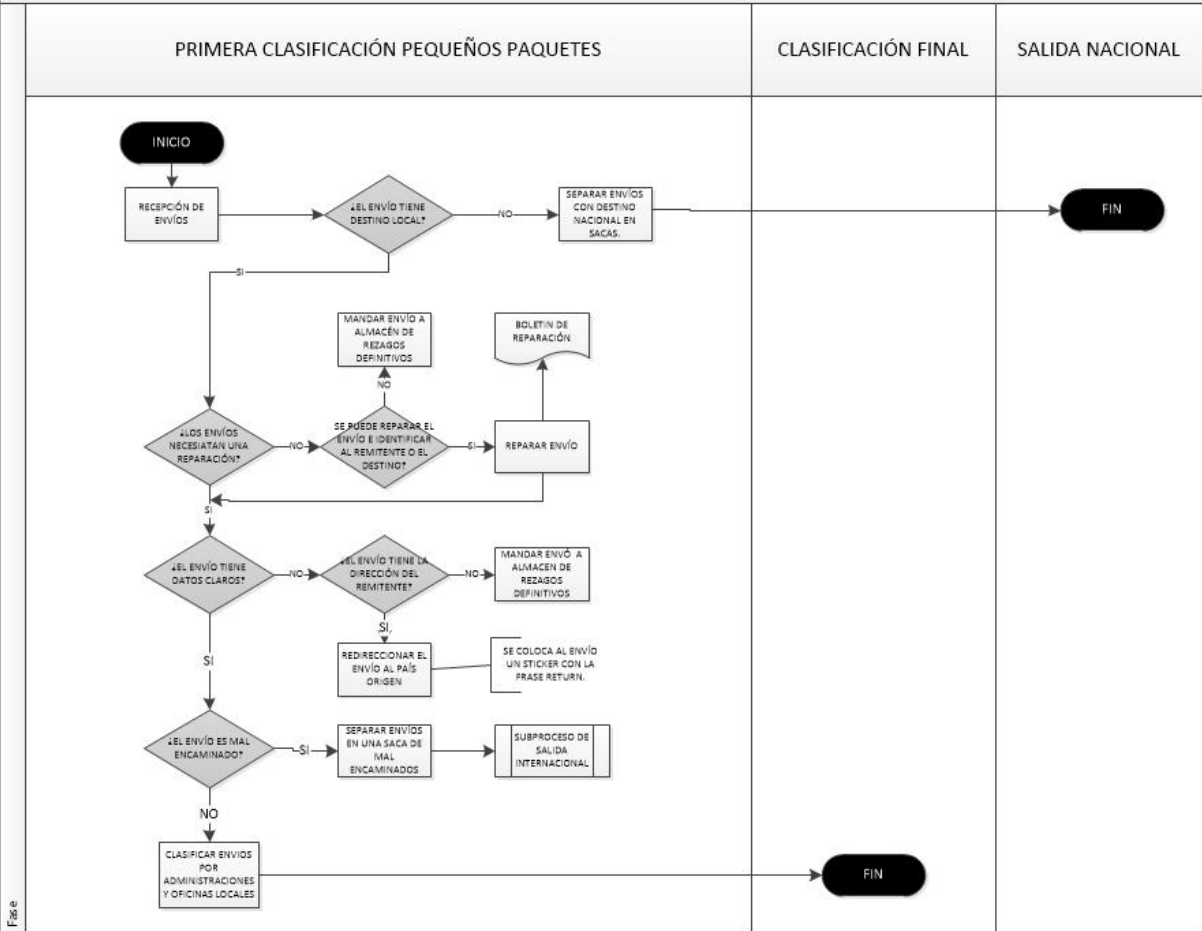 PRIMERA CLASIFICACIÓN PEQUEÑOS PAQUETES
CLASIFICACIÓN FINAL
SALIDA NACIONAL
INICIO
RECEPCIÓN DE
ENVÍOS
¿EL ENVÍO TIENE
DESTINO LOCAL?
NO
SEPARAR ENVÍOS
CON DESTINO
NACIONAL EN
SACAS.
FIN
SI
MANDAR ENVÍO A
ALMACÉN DE
REZAGOS
DEFINITIVOS
BOLETIN DE
REPARACIÓN
NO
¿LOS ENVÍOS
NECESIATAN UNA
REPARACIÓN?
NO
SE PUEDE REPARAR EL
ENVÍO E IDENTIFICAR
AL REMITENTE O EL
DESTINO?
SI
REPARAR ENVÍO
SI
¿EL ENVÍO TIENE
DATOS CLAROS?
NO
¿EL ENVÍO TIENE LA
DIRECCIÓN DEL
REMITENTE?
NO
MANDAR ENVÓ A
ALMACEN DE
REZAGOS
DEFINITIVOS
SI
SI
REDIRECCIONAR EL
ENVÍO AL PAÍS
ORIGEN
SE COLOCA AL ENVÍO
UN STICKER CON LA
FRASE RETURN.
¿EL ENVÍO ES MAL
ENCAMINADO?
SI
SEPARAR ENVÍOS
EN UNA SACA DE
MAL
ENCAMINADOS
SUBPROCESO DE
SALIDA
INTERNACIONAL
NO
CLASIFICAR ENVIOS
POR
ADMINISTRACIONES
Y OFICINAS LOCALES
FIN
Fase